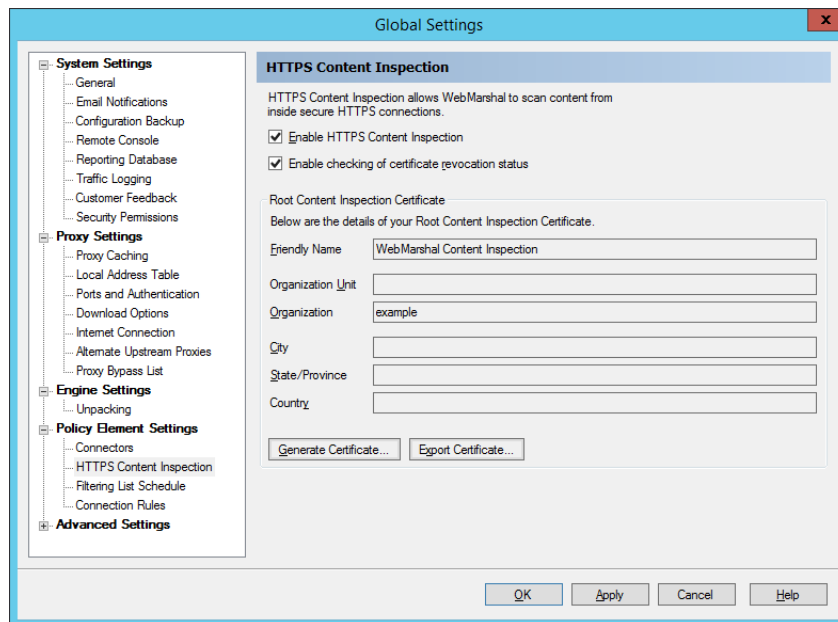 Global Settings
x
System Settings
General
Email Notifications
Configuration Backup
Remote Console
Reporting Database
Traffic Logging
Customer Feedback
Security Permissions
Proxy Settings
Proxy Caching
Local Address Table
Ports and Authentication
Download Options
Internet Connection
Alternate Upstream Proxies
Proxy Bypass List
Engine Settings
Unpacking
Policy Element Settings
Connectors
HTTPS Content Inspection
Filtering List Schedule
Connection Rules
Advanced Settings
HTTPS Content Inspection
HTTPS Content Inspection allows WebMarshal to scan content from
inside secure HTTPS connections.
Enable HTTPS Content Inspection
Enable checking of certificate revocation status
Root Content Inspection Certificate
Below are the details of your Root Content Inspection Certificate.
Friendly Name WebMarshal Content Inspection
Organization Unit
Organization example
City
State/Province
Country
Generate Certificate... Export Certificate...
OK Apply Cancel Help